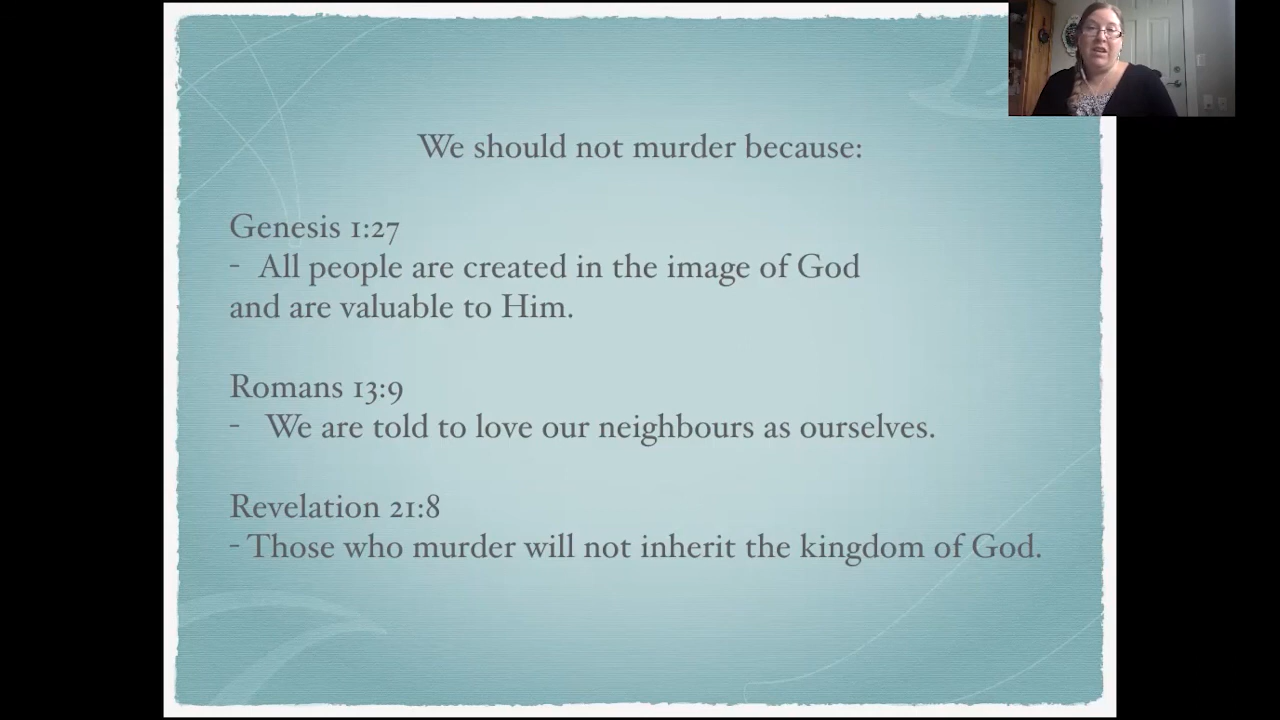 We should not murder because:
Genesis 1:27
- All people are created in the image of God
and are valuable to Him.
Romans 13:9
- We are told to love our neighbours as ourselves.
Revelation 21:8
- Those who murder will not inherit the kingdom of God.